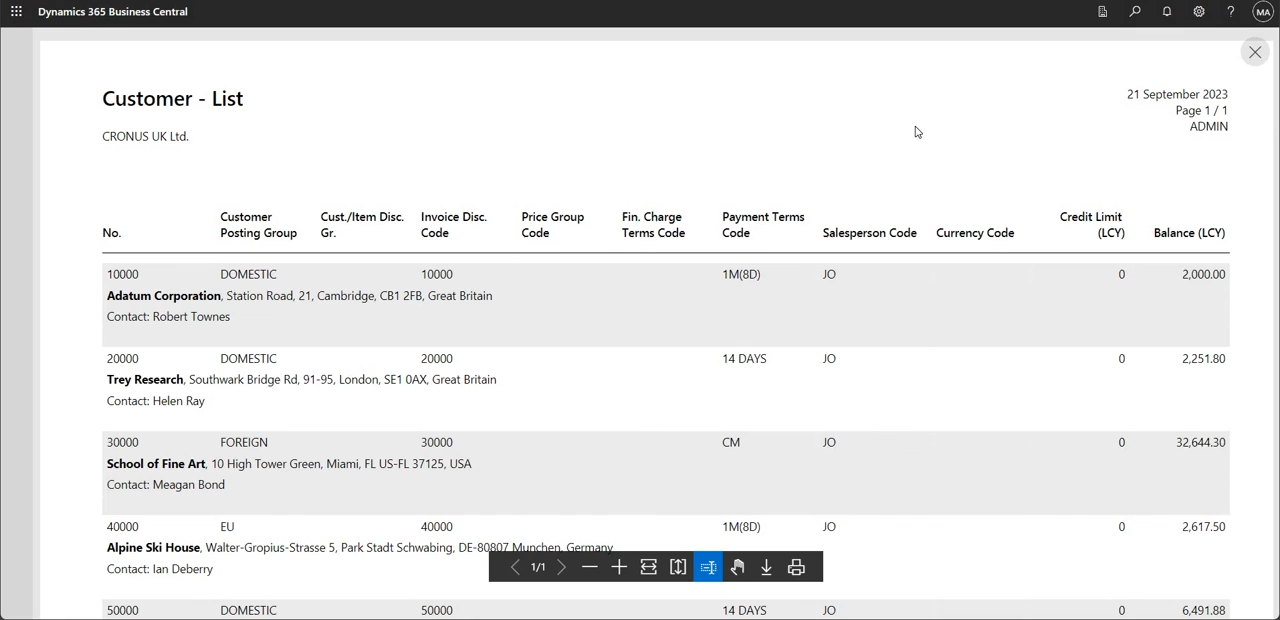 Dynamics 365 Business Central
MA
Customer - List
21 September 2023
Page 1 / 1
CRONUS UK Ltd.
ADMIN
No. Customer Posting Group Cust./Item Disc. Gr. Invoice Disc. Code Price Group Code Fin. Charge Terms Code Payment Terms Code Salesperson Code Currency Code Credit Limit (LCY) Balance (LCY)
10000 DOMESTIC 10000 1M(8D) JO 0 2,000.00
Adatum Corporation, Station Road, 21, Cambridge, CB1 2FB, Great Britain
Contact: Robert Townes
20000 DOMESTIC 20000 14 DAYS JO 0 2,251.80
Trey Research, Southwark Bridge Rd, 91-95, London, SE1 0AX, Great Britain
Contact: Helen Ray
30000 FOREIGN 30000 CM JO 0 32,644.30
School of Fine Art, 10 High Tower Green, Miami, FL US-FL 37125, USA
Contact: Meagan Bond
40000 EU 40000 1M(8D) JO 0 2,617.50
Alpine Ski House, Walter-Gropius-Strasse 5, Park Stadt Schwabing, DE-80807 Munchen, Germany
Contact: Ian Deberry
1/1
50000 DOMESTIC 50000 14 DAYS JO 0 6,491.88